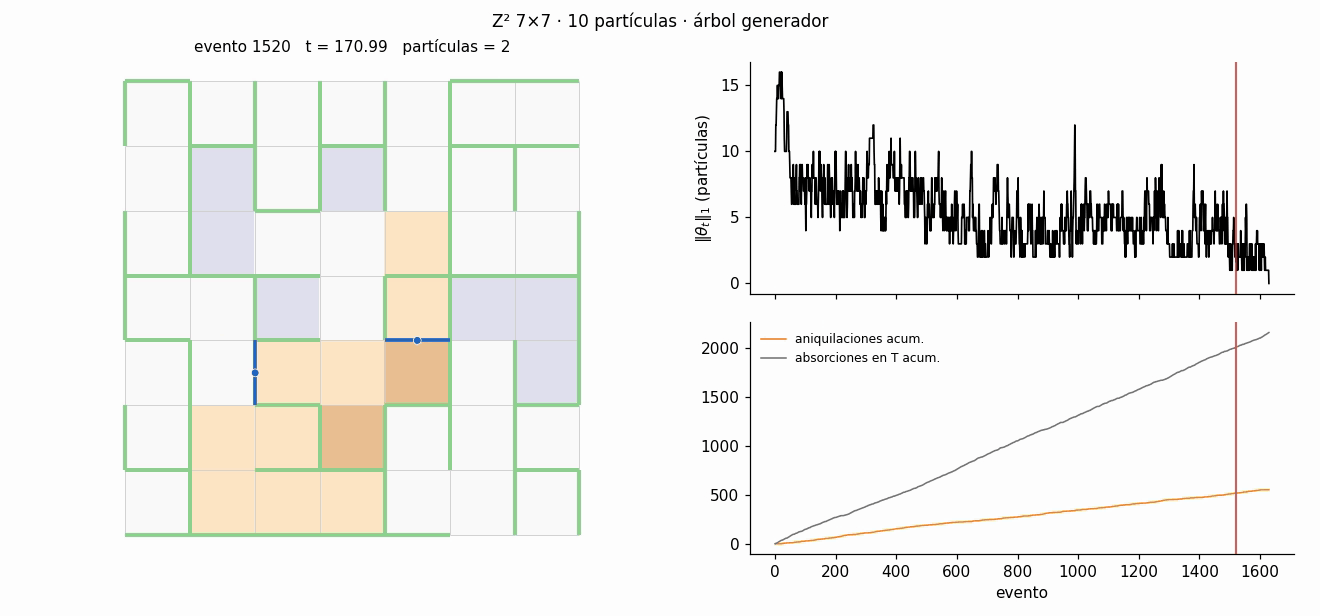 Z² 7×7 · 10 partículas · árbol generador
evento 1520   t = 170.99   partículas = 2
15
10
5
0
‖θₜ‖₁ (partículas)
aniquilaciones acum.
absorciones en T acum.
2000
1500
1000
500
0
0 200 400 600 800 1000 1200 1400 1600
evento